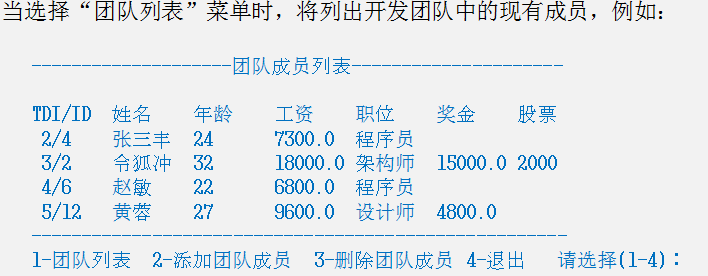 当选择“团队列表”菜单时，将列出开发团队中的现有成员，例如：
--------------------团队成员列表---------------------
TDI/ID 姓名 年龄 工资 职位 奖金 股票
2/4 张三丰 24 7300.0 程序员
3/2 令狐冲 32 18000.0 架构师 15000.0 2000
4/6 赵敏 22 6800.0 程序员
5/12 黄蓉 27 9600.0 设计师 4800.0
-----------------------------------------------------
1-团队列表 2-添加团队成员 3-删除团队成员 4-退出 请选择(1-4)：